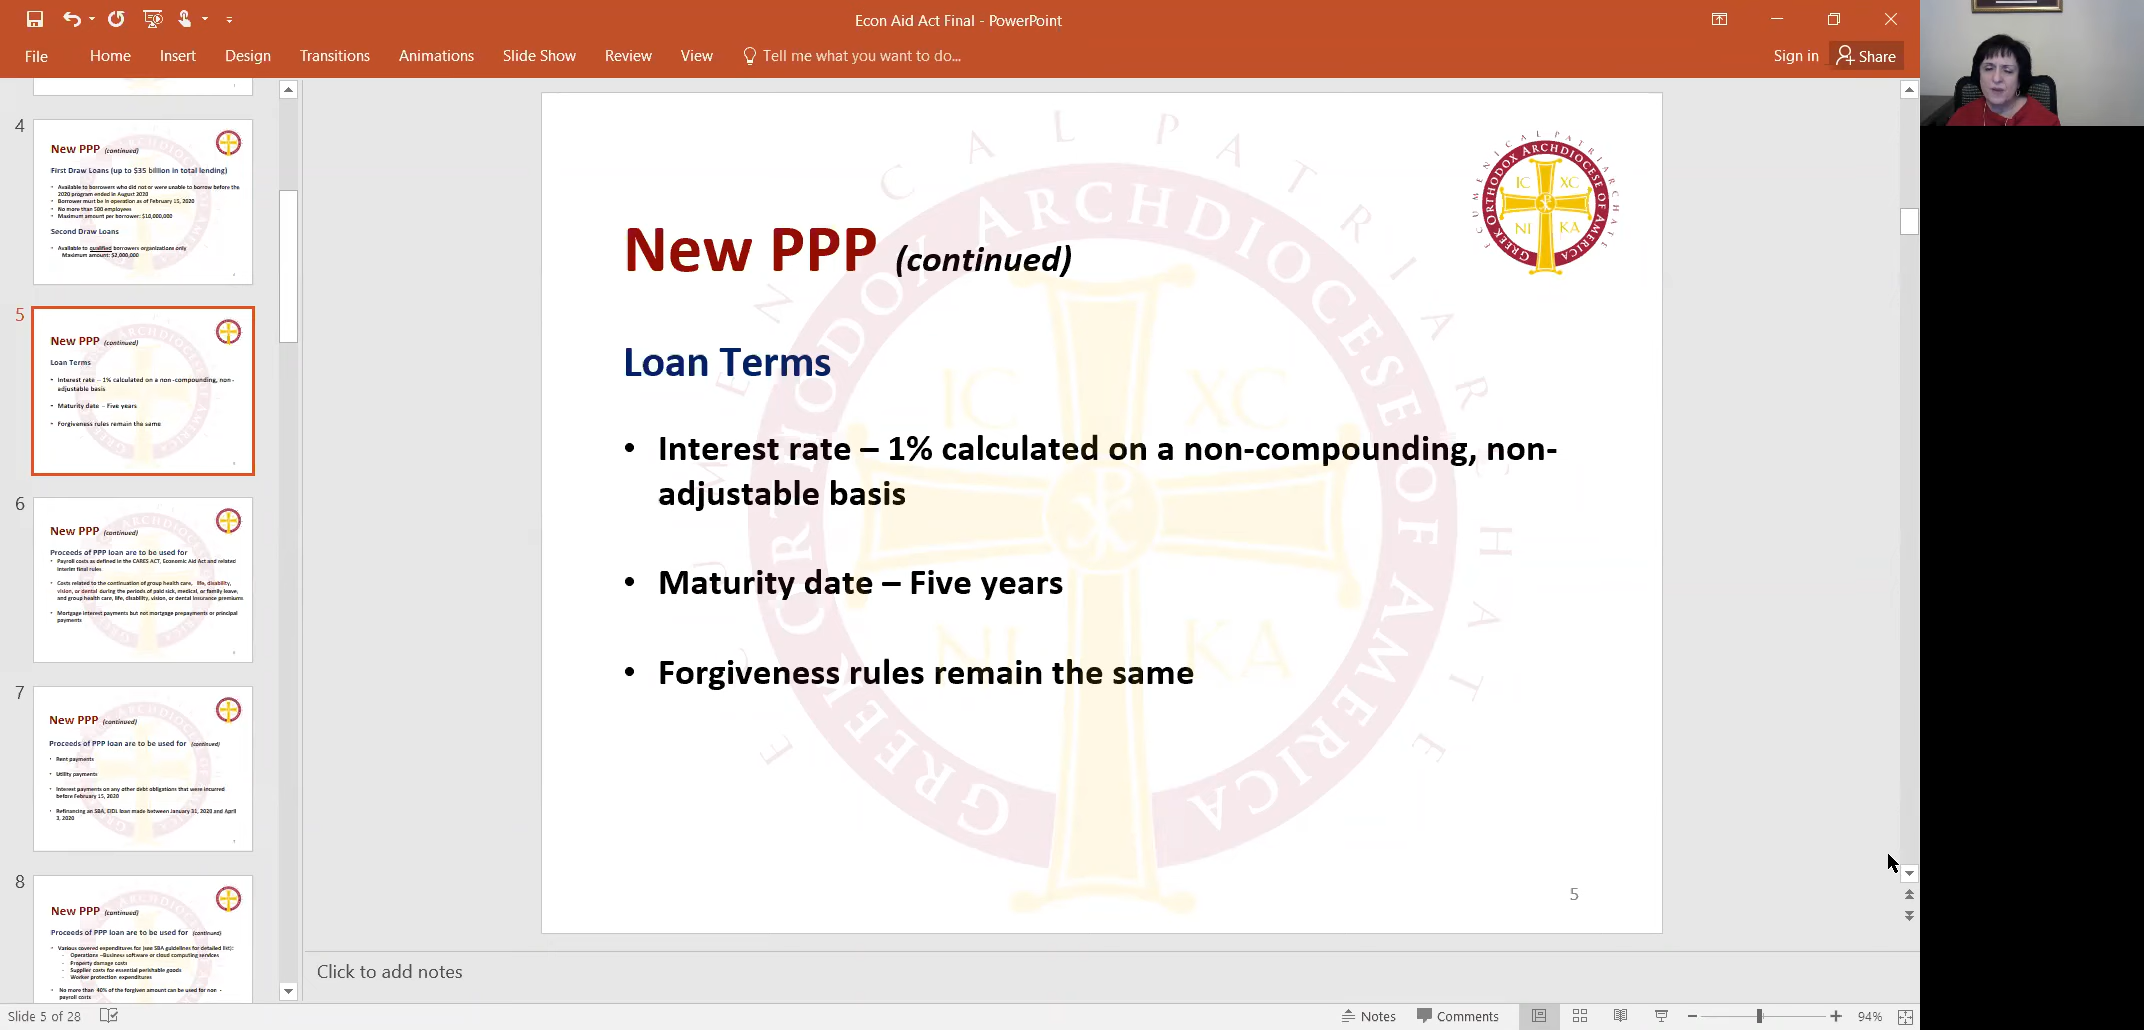 Econ Aid Act Final - PowerPoint
File Home Insert Design Transitions Animations Slide Show Review View Tell me what you want to do... Sign in Share
4
New PPP (continued)
First Draw Loans (up to $35 billion in total lending)
• Available to borrowers who did not or were unable to borrow before the
2020 program ended in August 2020
• Borrower must be in operation as of February 15, 2020
• No more than 500 employees
• Maximum amount per borrower: $10,000,000
Second Draw Loans
• Available to qualified borrowers organizations only
Maximum amount: $2,000,000
5
New PPP (continued)
Loan Terms
• Interest rate – 1% calculated on a non-compounding, non-
adjustable basis
• Maturity date – Five years
• Forgiveness rules remain the same
6
New PPP (continued)
Proceeds of PPP loan are to be used for
• Payroll costs as defined in the CARES ACT, Economic Aid Act and related
interim final rules
• Costs related to the continuation of group health care, life, disability,
vision, or dental during the periods of paid sick, medical, or family leave,
and group health care, life, disability, vision, or dental insurance premiums
• Mortgage interest payments but not mortgage prepayments or principal
payments
7
New PPP (continued)
Proceeds of PPP loan are to be used for (continued)
• Rent payments
• Utility payments
• Interest payments on any other debt obligations that were incurred
before February 15, 2020
• Refinancing an SBA, EIDL loan made between January 31, 2020 and April
3, 2020
8
New PPP (continued)
Proceeds of PPP loan are to be used for (continued)
• Various covered expenditures for (see SBA guidelines for detailed list):
– Operations –Business software or cloud computing services
– Property damage costs
– Supplier costs for essential perishable goods
– Worker protection expenditures
• No more than 40% of the forgiven amount can be used for non -
payroll costs
New PPP (continued)
Loan Terms
• Interest rate – 1% calculated on a non-compounding, non-
adjustable basis
• Maturity date – Five years
• Forgiveness rules remain the same
5
ECUMENICAL PATRIARCHATE
GREEK ORTHODOX ARCHDIOCESE OF AMERICA
IC XC
NI KA
Click to add notes
Slide 5 of 28 Notes Comments 94%